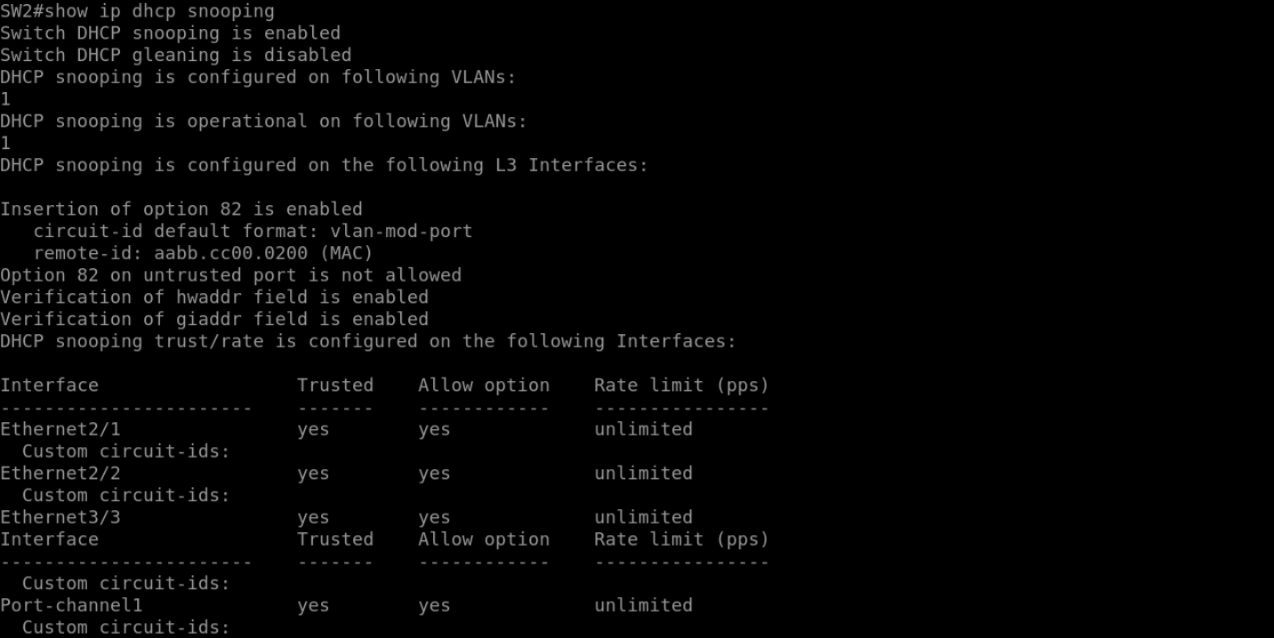 SW2#show ip dhcp snooping
Switch DHCP snooping is enabled
Switch DHCP gleaning is disabled
DHCP snooping is configured on following VLANs:
1
DHCP snooping is operational on following VLANs:
1
DHCP snooping is configured on the following L3 Interfaces:

Insertion of option 82 is enabled
   circuit-id default format: vlan-mod-port
   remote-id: aabb.cc00.0200 (MAC)
Option 82 on untrusted port is not allowed
Verification of hwaddr field is enabled
Verification of giaddr field is enabled
DHCP snooping trust/rate is configured on the following Interfaces:

Interface                  Trusted    Allow option    Rate limit (pps)
-----------------------    -------    ------------    ----------------
Ethernet2/1                yes        yes             unlimited
  Custom circuit-ids:
Ethernet2/2                yes        yes             unlimited
  Custom circuit-ids:
Ethernet3/3                yes        yes             unlimited
Interface                  Trusted    Allow option    Rate limit (pps)
-----------------------    -------    ------------    ----------------
  Custom circuit-ids:
Port-channel1              yes        yes             unlimited
  Custom circuit-ids: